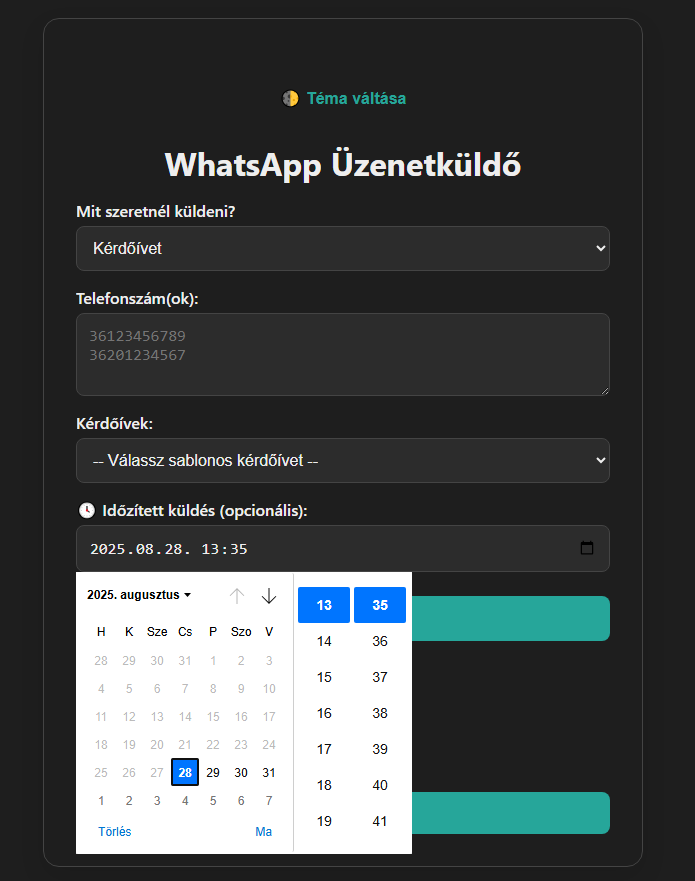 Téma váltása
WhatsApp Üzenetküldő
Mit szeretnél küldeni?
Kérdőívet
Telefonszám(ok):
36123456789
36201234567
Kérdőívek:
-- Válassz sablonos kérdőívet --
Időzített küldés (opcionális):
2025.08.28. 13:35
2025. augusztus
H K Sze Cs P Szo V
28 29 30 31 1 2 3
4 5 6 7 8 9 10
11 12 13 14 15 16 17
18 19 20 21 22 23 24
25 26 27 28 29 30 31
1 2 3 4 5 6 7
Törlés Ma
13 35
14 36
15 37
16 38
17 39
18 40
19 41